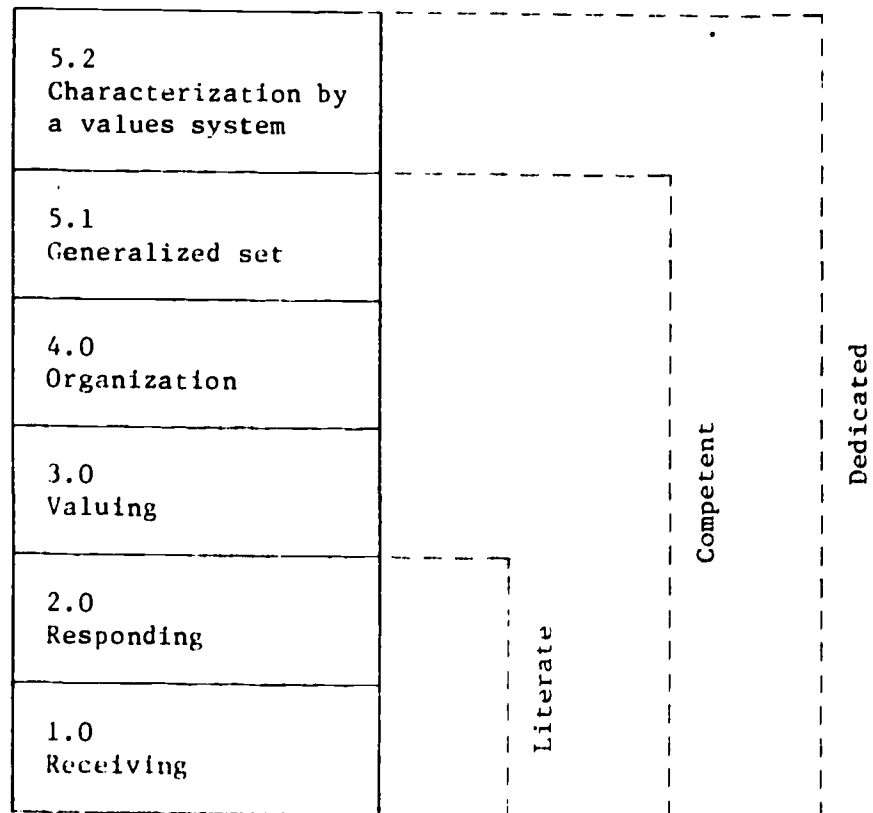 5.2
Characterization by
a values system
5.1
Generalized set
4.0
Organization
3.0
Valuing
2.0
Responding
1.0
Receiving
Literate
Competent
Dedicated